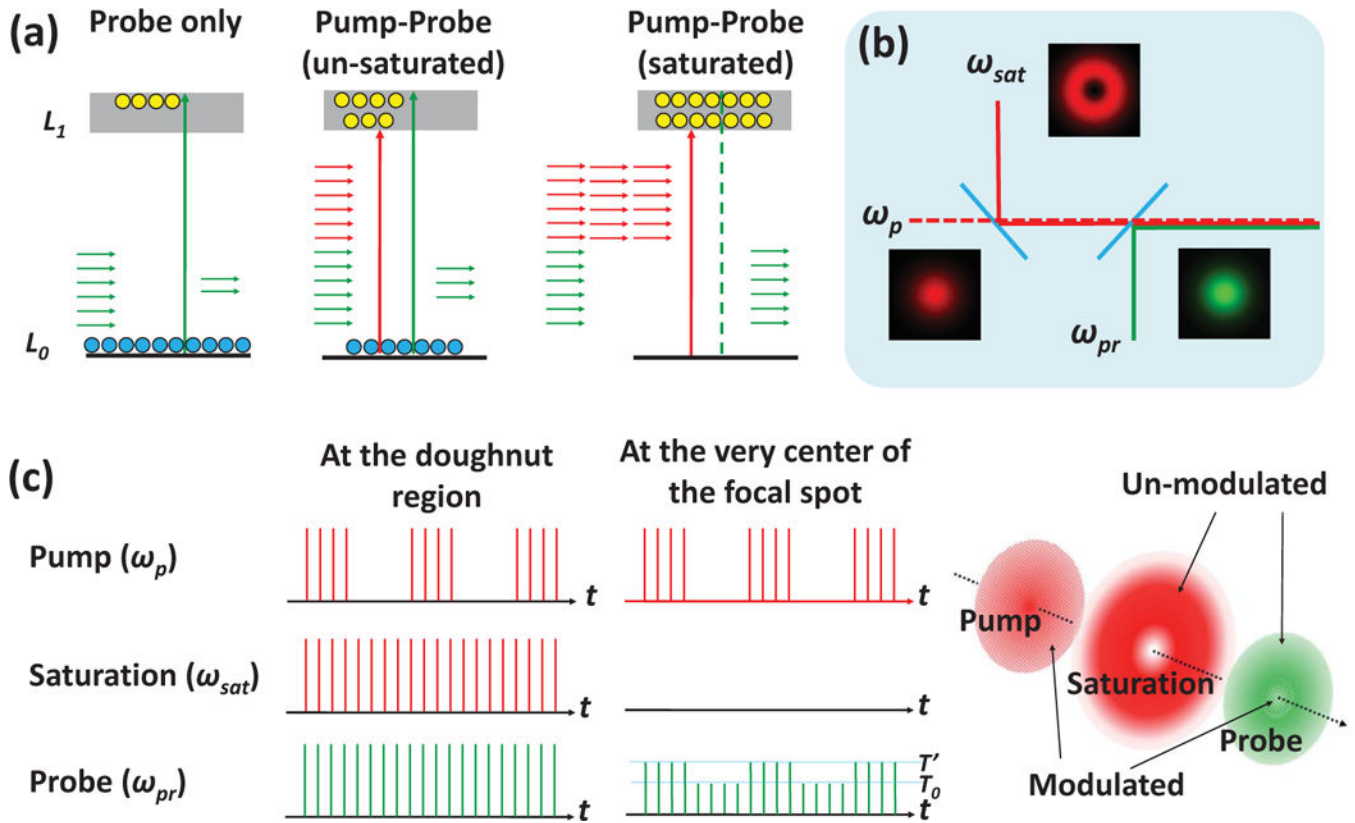 (a)
Probe only
Pump-Probe
(un-saturated)
Pump-Probe
(saturated)
L1
L0
(b)
ωsat
ωp
ωpr
(c)
At the doughnut
region
At the very center of
the focal spot
Pump (ωp)
t
t
Saturation (ωsat)
t
t
Probe (ωpr)
t
T'
T0
t
Un-modulated
Pump
Saturation
Probe
Modulated